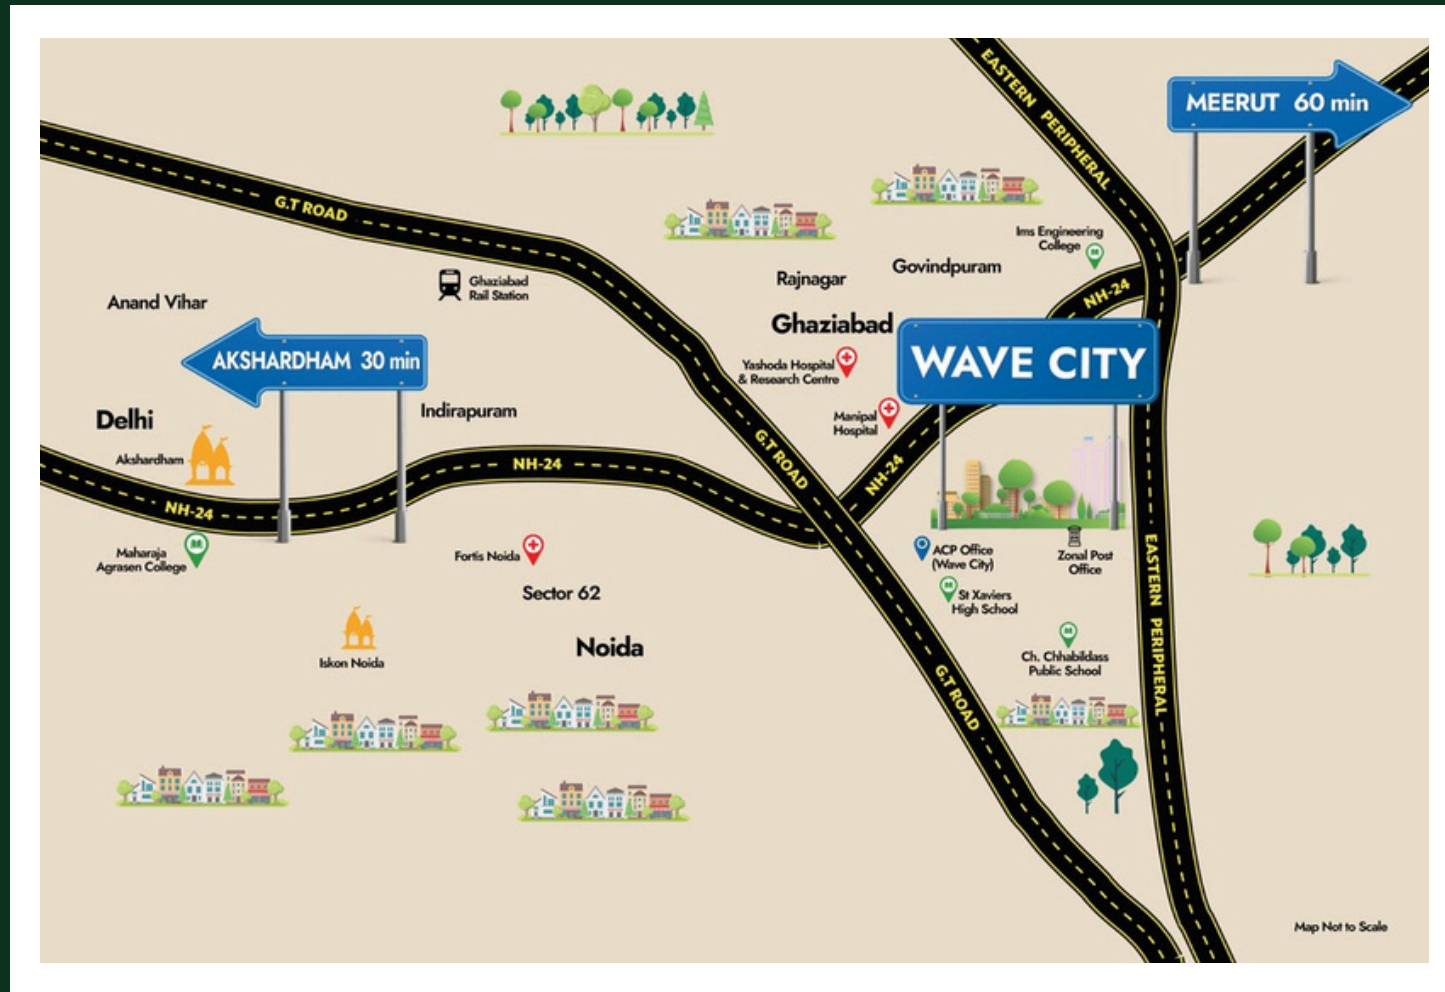 EASTERN PERIPHERAL
MEERUT 60 min
G.T ROAD
Ims Engineering
College
Ghaziabad
Rail Station
Rajnagar
Govindpuram
NH-24
Anand Vihar
Ghaziabad
AKSHARDHAM 30 min
WAVE CITY
Yashoda Hospital
& Research Centre
Indirapuram
Delhi
Manipal
Hospital
Akshardham
G.T ROAD
NH-24
NH-24
NH-24
Maharaja
Agrasen College
Fortis Noida
ACP Office
(Wave City)
Zonal Post
Office
EASTERN PERIPHERAL
Sector 62
St Xaviers
High School
Noida
Iskon Noida
Ch. Chhabildass
Public School
G.T ROAD
Map Not to Scale